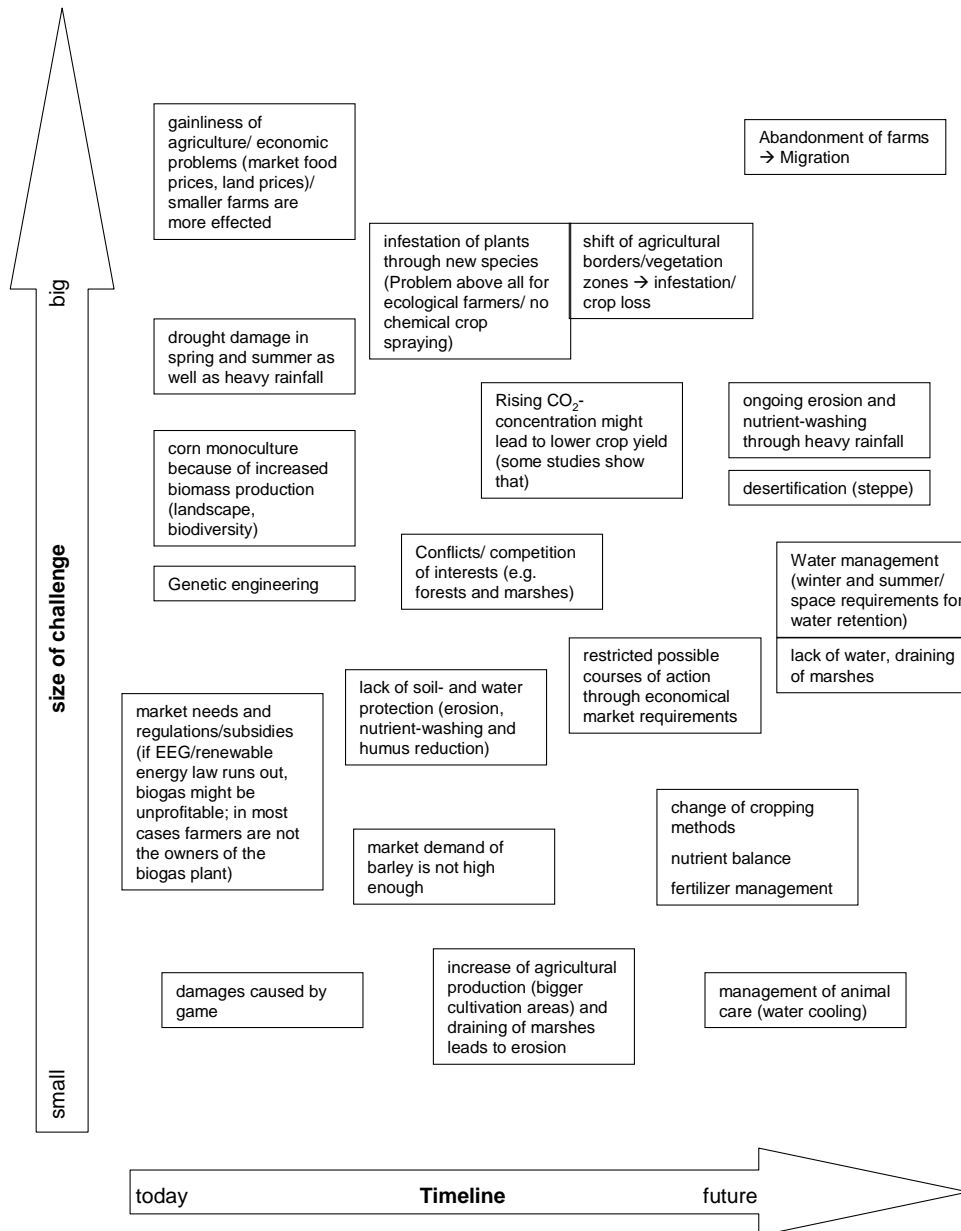 gainliness of
agriculture/ economic
problems (market food
prices, land prices)/
smaller farms are
more effected
Abandonment of farms
→ Migration
infestation of plants
through new species
(Problem above all for
ecological farmers/ no
chemical crop
spraying)
shift of agricultural
borders/vegetation
zones → infestation/
crop loss
big
drought damage in
spring and summer as
well as heavy rainfall
Rising CO₂-
concentration might
lead to lower crop yield
(some studies show
that)
ongoing erosion and
nutrient-washing
through heavy rainfall
corn monoculture
because of increased
biomass production
(landscape,
biodiversity)
desertification (steppe)
Conflicts/ competition
of interests (e.g.
forests and marshes)
Water management
(winter and summer/
space requirements for
water retention)
Genetic engineering
size of challenge
restricted possible
courses of action
through economical
market requirements
lack of water, draining
of marshes
lack of soil- and water
protection (erosion,
nutrient-washing and
humus reduction)
market needs and
regulations/subsidies
(if EEG/renewable
energy law runs out,
biogas might be
unprofitable; in most
cases farmers are not
the owners of the
biogas plant)
change of cropping
methods
nutrient balance
fertilizer management
market demand of
barley is not high
enough
damages caused by
game
increase of agricultural
production (bigger
cultivation areas) and
draining of marshes
leads to erosion
management of animal
care (water cooling)
small
today
Timeline
future